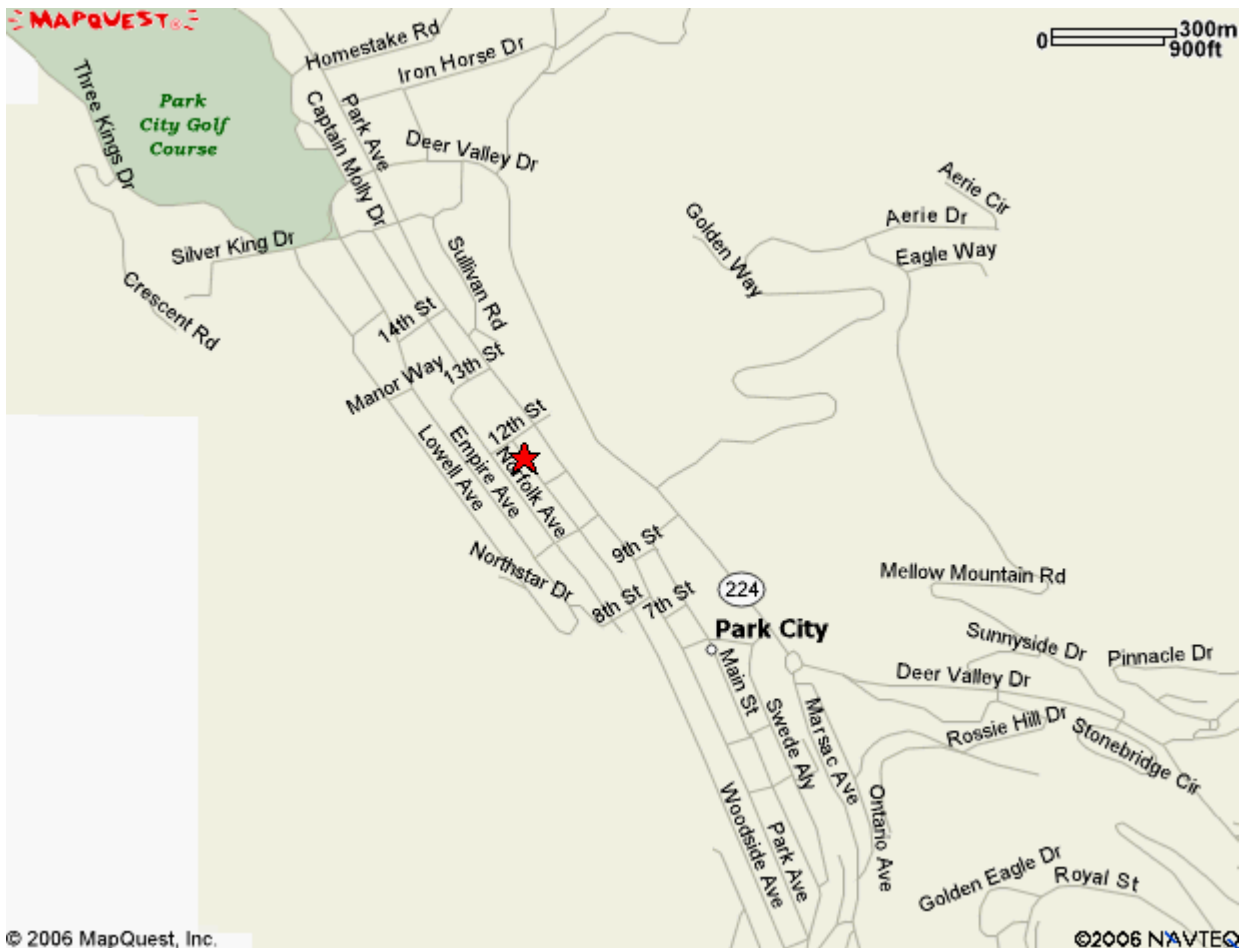 MAPQUEST
300m
0
900ft
Homestake Rd
Iron Horse Dr
Three Kings Dr
Park
City Golf
Course
Captain Molly Dr
Park Ave
Deer Valley Dr
Aerie Cir
Aerie Dr
Golden Way
Eagle Way
Silver King Dr
Sullivan Rd
Crescent Rd
14th St
13th St
Manor Way
12th St
Lowell Ave
Empire Ave
Norfolk Ave
9th St
Northstar Dr
8th St
7th St
224
Mellow Mountain Rd
Park City
Sunnyside Dr
Pinnacle Dr
Main St
Deer Valley Dr
Swede Aly
Marsac Ave
Rossie Hill Dr
Stonebridge Cir
Woodside Ave
Park Ave
Ontario Ave
Golden Eagle Dr
Royal St
© 2006 MapQuest, Inc.
©2006 NAVTEQ